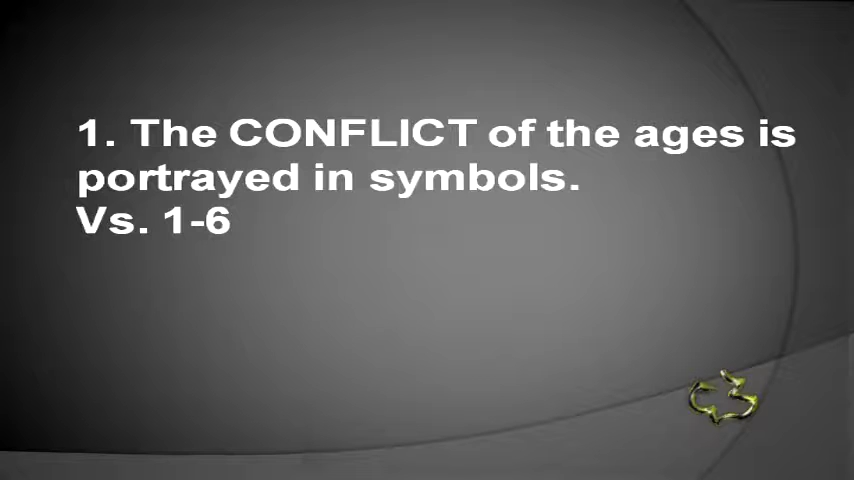 1. The CONFLICT of the ages is
portrayed in symbols.
Vs. 1-6